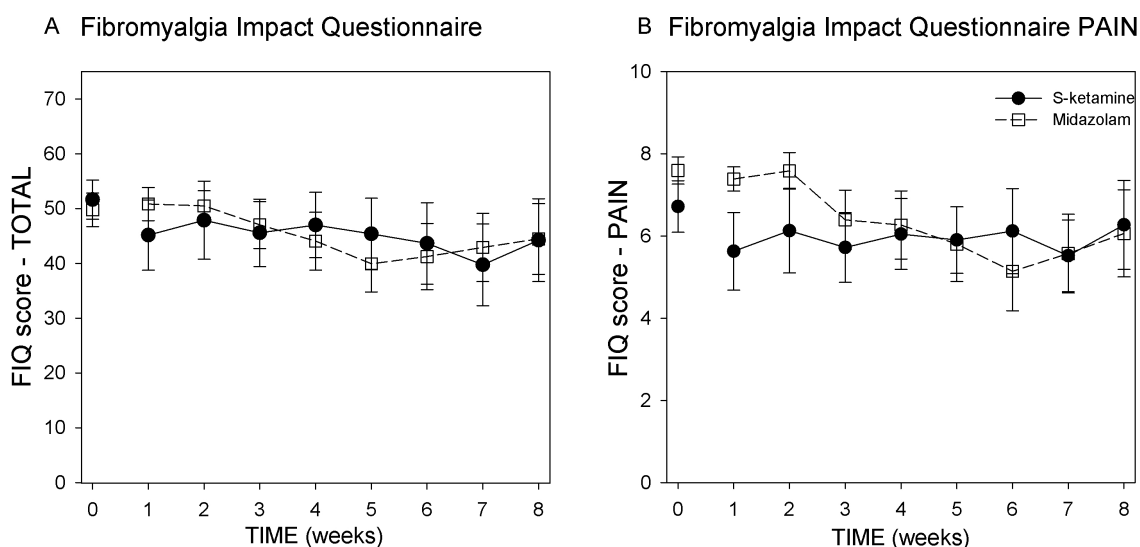 A Fibromyalgia Impact Questionnaire
FIQ score - TOTAL
70
60
50
40
30
20
10
0
0 1 2 3 4 5 6 7 8
TIME (weeks)
B Fibromyalgia Impact Questionnaire PAIN
FIQ score - PAIN
10
8
6
4
2
0
S-ketamine
Midazolam
0 1 2 3 4 5 6 7 8
TIME (weeks)